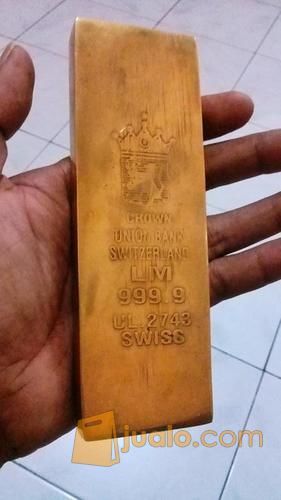 CROWN
UNION BANK
SWITZERLAND
LM
999.9
UL.2743
SWISS
jualo.com